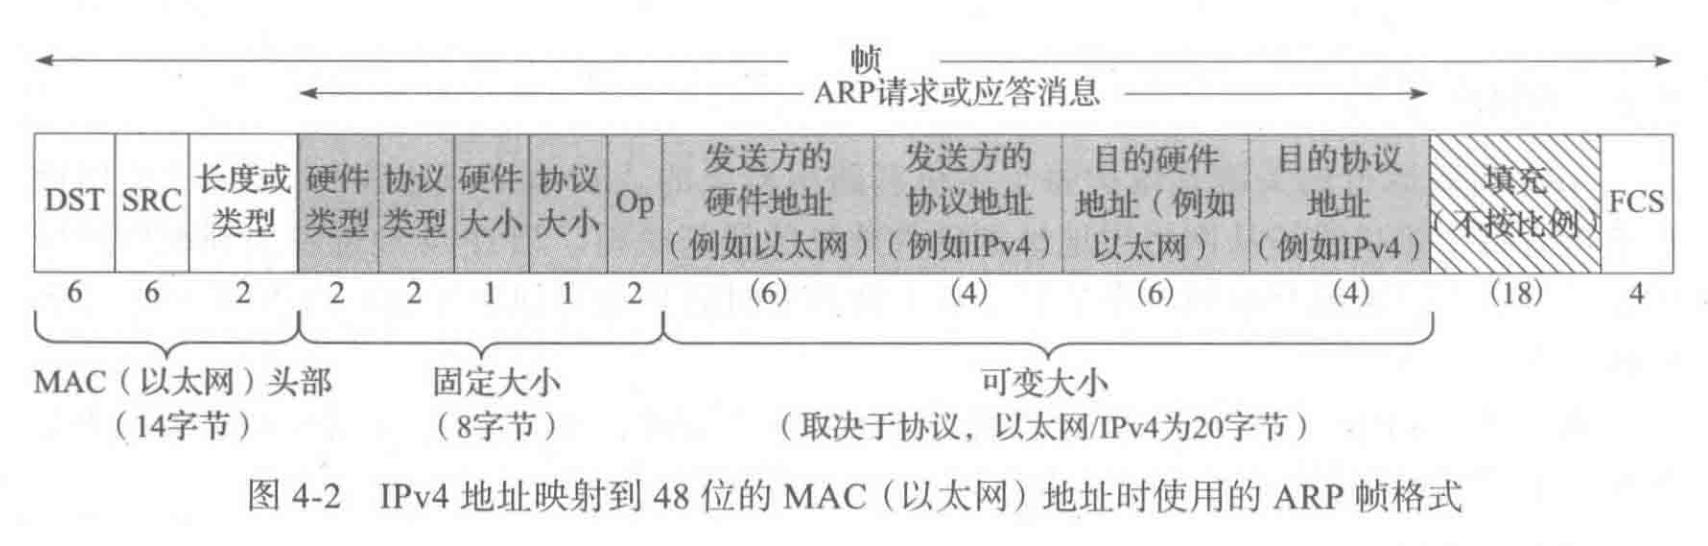 帧
ARP请求或应答消息
DST
SRC
长度或
类型
硬件
类型
协议
类型
硬件
大小
协议
大小
Op
发送方的
硬件地址
（例如以太网）
发送方的
协议地址
（例如IPv4）
目的硬件
地址（例如
以太网）
目的协议
地址
（例如IPv4）
填充
（不按比例）
FCS
6 6 2 2 2 1 1 2 (6) (4) (6) (4) (18) 4
MAC（以太网）头部
（14字节）
固定大小
（8字节）
可变大小
（取决于协议，以太网/IPv4为20字节）
图 4-2 IPv4 地址映射到 48 位的 MAC（以太网）地址时使用的 ARP 帧格式